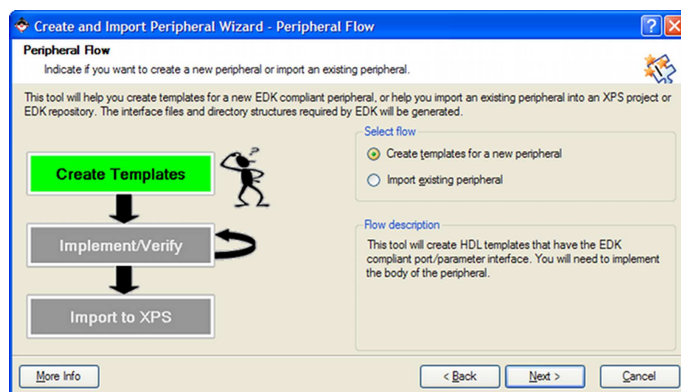 Create and Import Peripheral Wizard - Peripheral Flow
Peripheral Flow
Indicate if you want to create a new peripheral or import an existing peripheral.
This tool will help you create templates for a new EDK compliant peripheral, or help you import an existing peripheral into an XPS project or
EDK repository. The interface files and directory structures required by EDK will be generated.
Create Templates
?
Implement/Verify
Import to XPS
Select flow
Create templates for a new peripheral
Import existing peripheral
Flow description
This tool will create HDL templates that have the EDK
compliant port/parameter interface. You will need to implement
the body of the peripheral.
More Info
< Back
Next >
Cancel